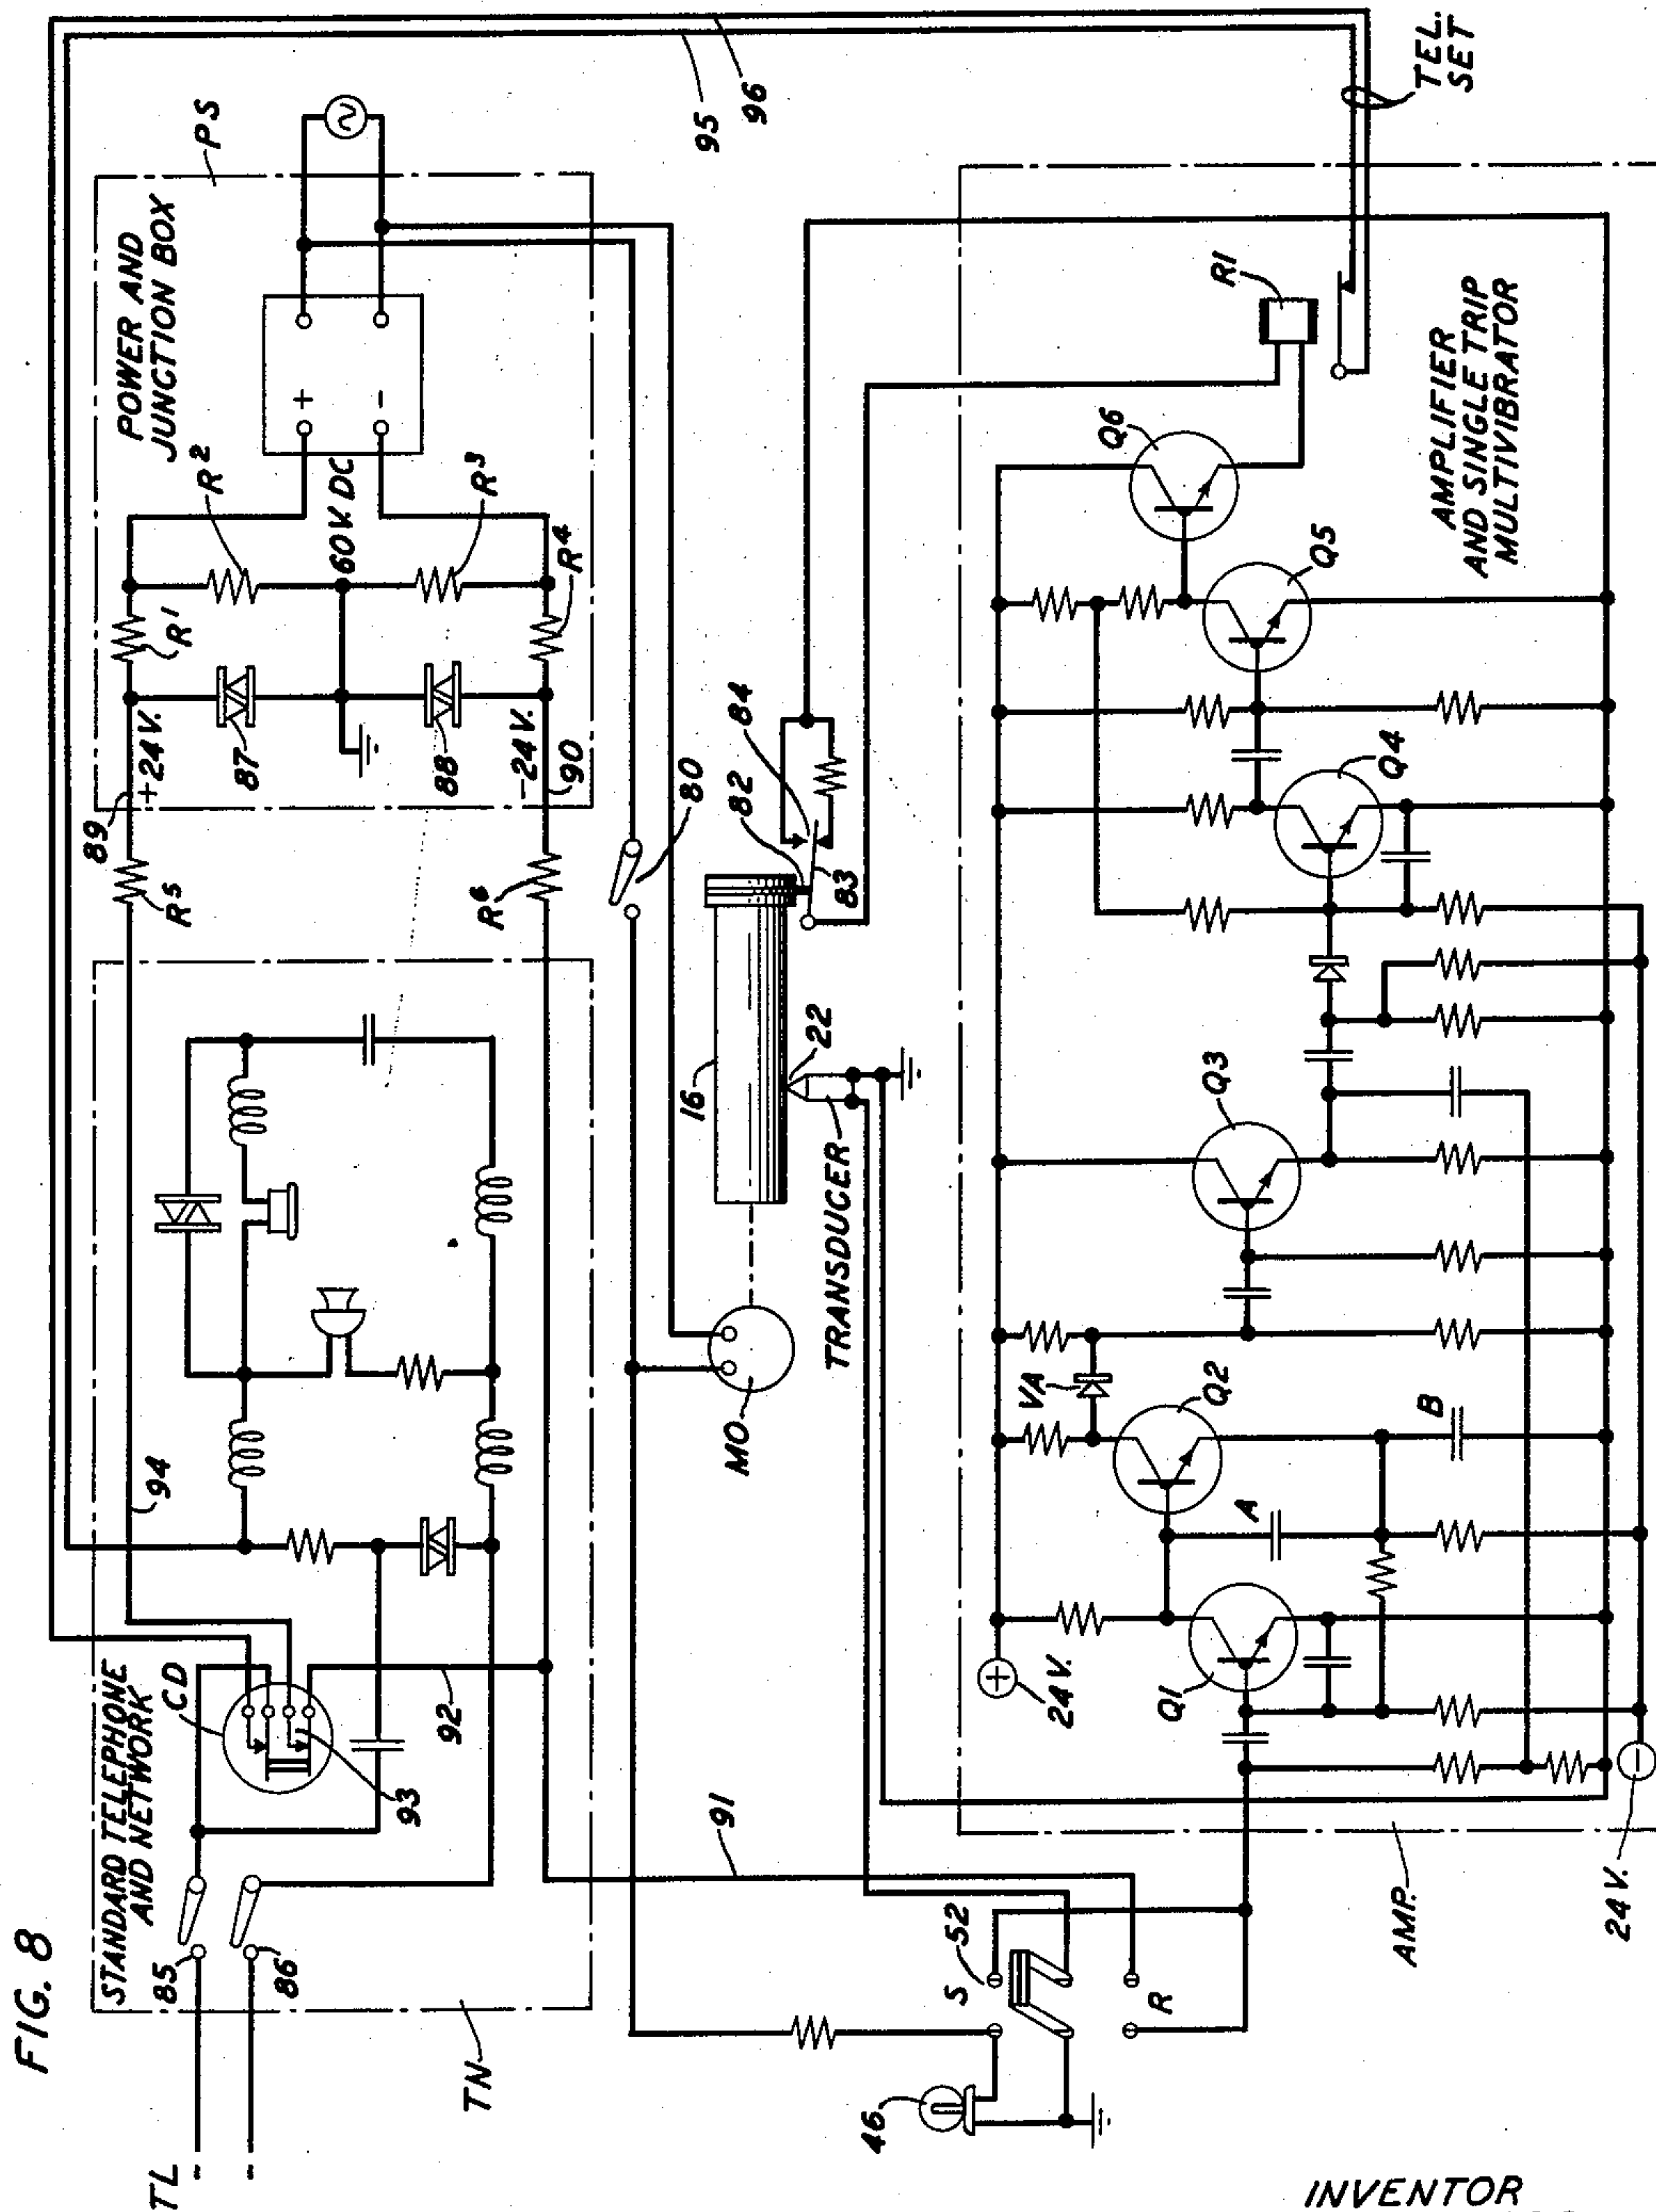 FIG. 8
TL
85
86
TN
STANDARD TELEPHONE
AND NETWORK
CD
93
92
94
R5
R6
89
+24V.
-24V.
90
87
88
R1
R2
R3
R4
60 V. DC
POWER AND
JUNCTION BOX
+
-
PS
95
96
80
MO
16
TRANSDUCER
22
82
83
84
46
S
52
R
91
AMP.
24V.
+
24V.
-
Q1
A
B
Q2
VA
Q3
Q4
Q5
Q6
R1
AMPLIFIER
AND SINGLE TRIP
MULTIVIBRATOR
TEL.
SET
INVENTOR